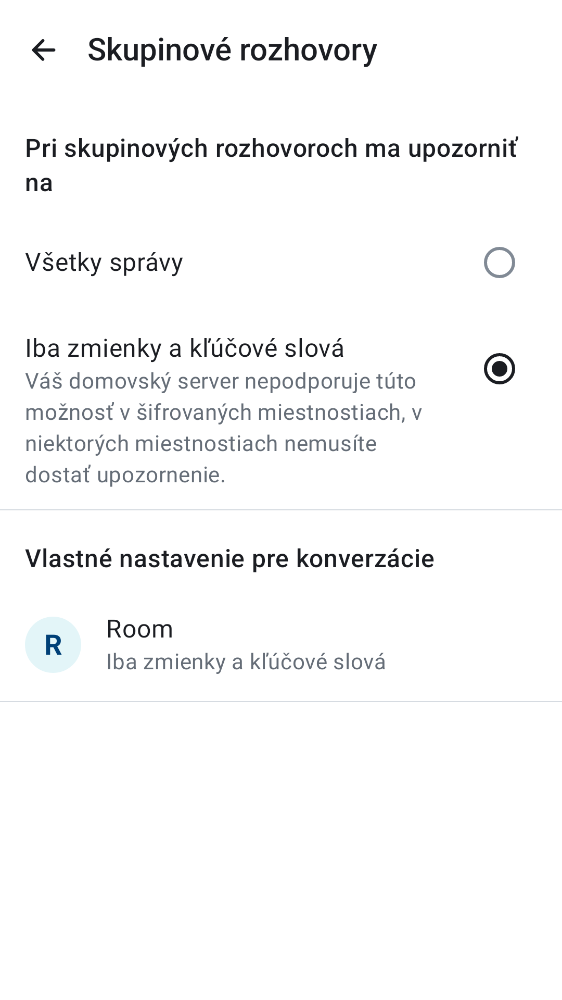 Skupinové rozhovory
Pri skupinových rozhovoroch ma upozorniť
na
Všetky správy
Iba zmienky a kľúčové slová
Váš domovský server nepodporuje túto
možnosť v šifrovaných miestnostiach, v
niektorých miestnostiach nemusíte
dostať upozornenie.
Vlastné nastavenie pre konverzácie
R
Room
Iba zmienky a kľúčové slová